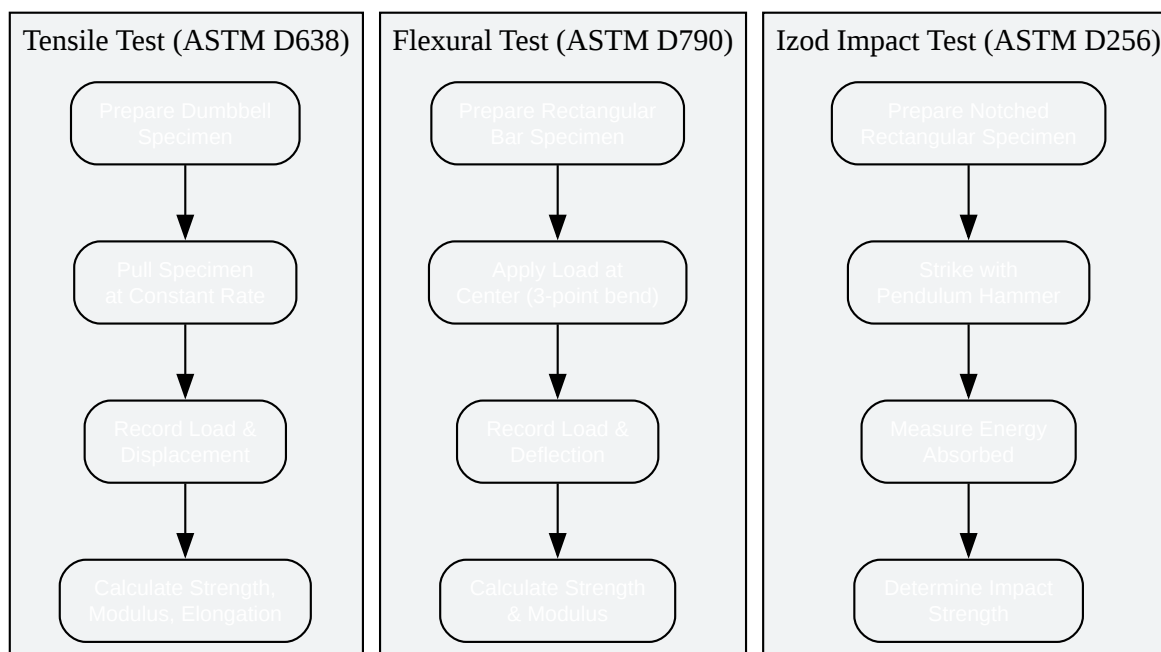 Tensile Test (ASTM D638)
Prepare Dumbbell
Specimen
Pull Specimen
at Constant Rate
Record Load &
Displacement
Calculate Strength,
Modulus, Elongation
Flexural Test (ASTM D790)
Prepare Rectangular
Bar Specimen
Apply Load at
Center (3-point bend)
Record Load &
Deflection
Calculate Strength
& Modulus
Izod Impact Test (ASTM D256)
Prepare Notched
Rectangular Specimen
Strike with
Pendulum Hammer
Measure Energy
Absorbed
Determine Impact
Strength